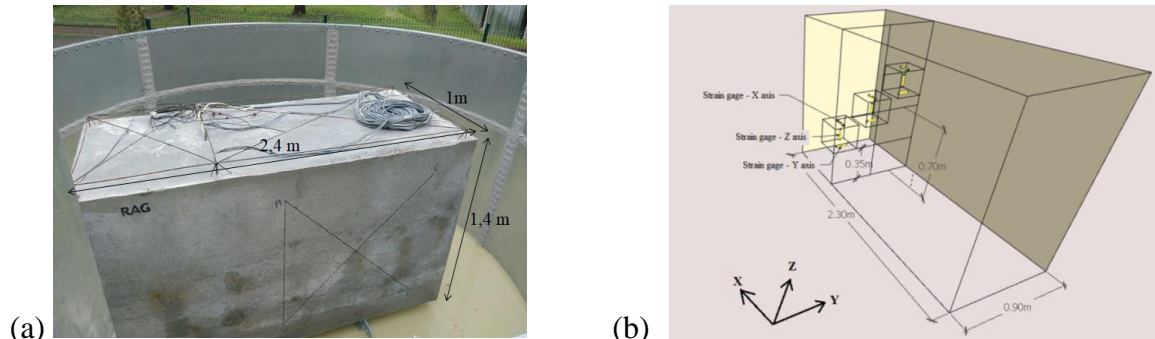 1m
2,4 m
1,4 m
RAG
A
C
(a)
Strain gage - X axis
Strain gage - Z axis
Strain gage - Y axis
0.35m
0.70m
2.30m
0.90m
X
Z
Y
(b)